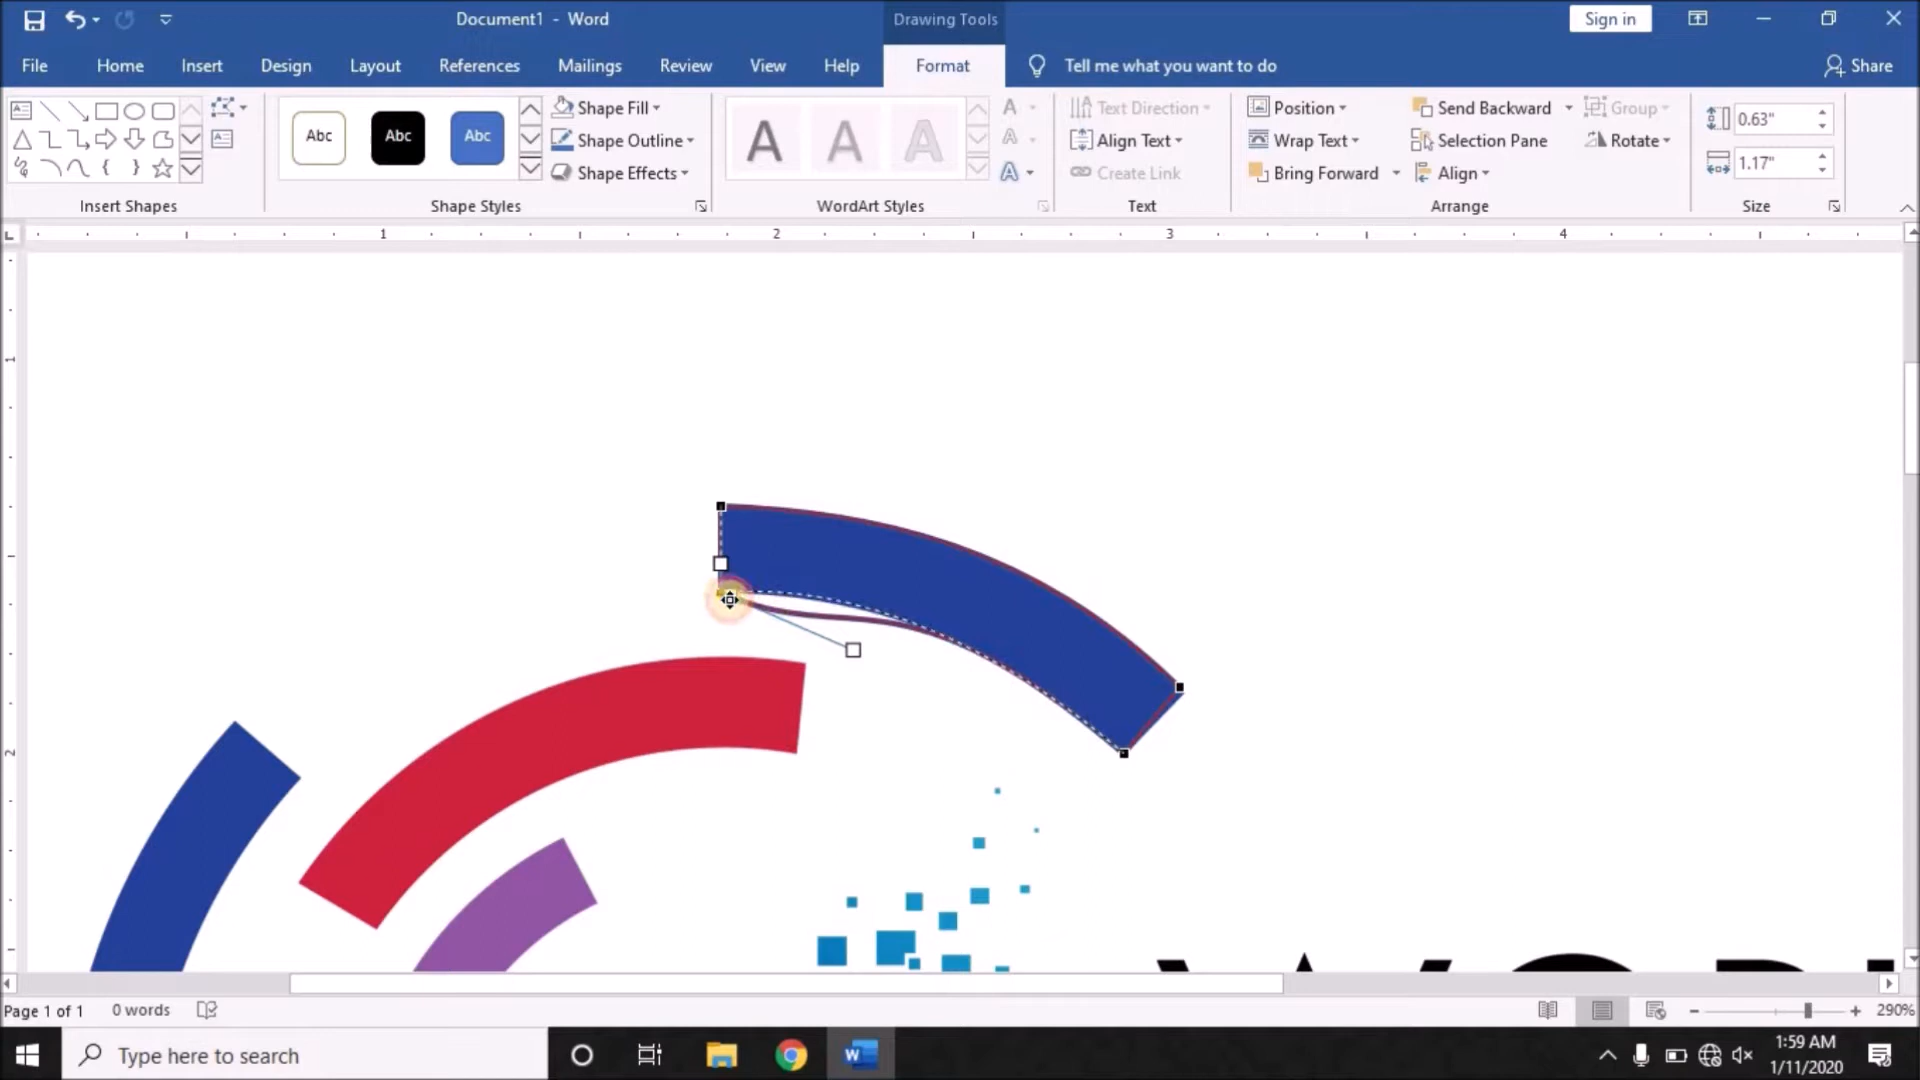 Document1 - Word
Drawing Tools
Sign in
File
Home
Insert
Design
Layout
References
Mailings
Review
View
Help
Format
Tell me what you want to do
Share
Abc
Abc
Abc
Shape Fill
Shape Outline
Shape Effects
A
A
A
A
A
A
Text Direction
Align Text
Create Link
Position
Wrap Text
Bring Forward
Send Backward
Selection Pane
Align
Group
Rotate
0.63"
1.17"
Insert Shapes
Shape Styles
WordArt Styles
Text
Arrange
Size
1
2
3
4
1
2
Page 1 of 1
0 words
290%
Type here to search
W
1:59 AM
1/11/2020